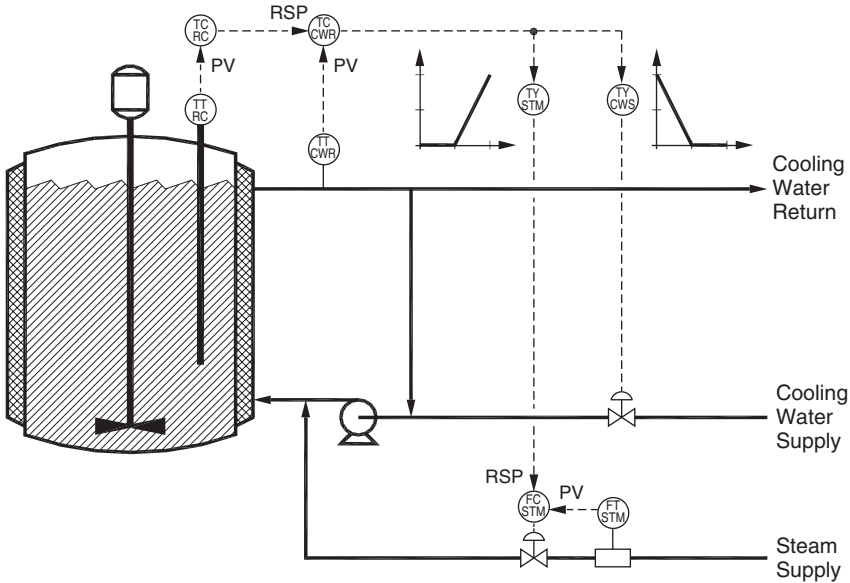 TC
RC
RSP
TC
CWR
PV
PV
TT
RC
TY
STM
TY
CWS
TT
CWR
Cooling
Water
Return
Cooling
Water
Supply
RSP
PV
FC
STM
FT
STM
Steam
Supply